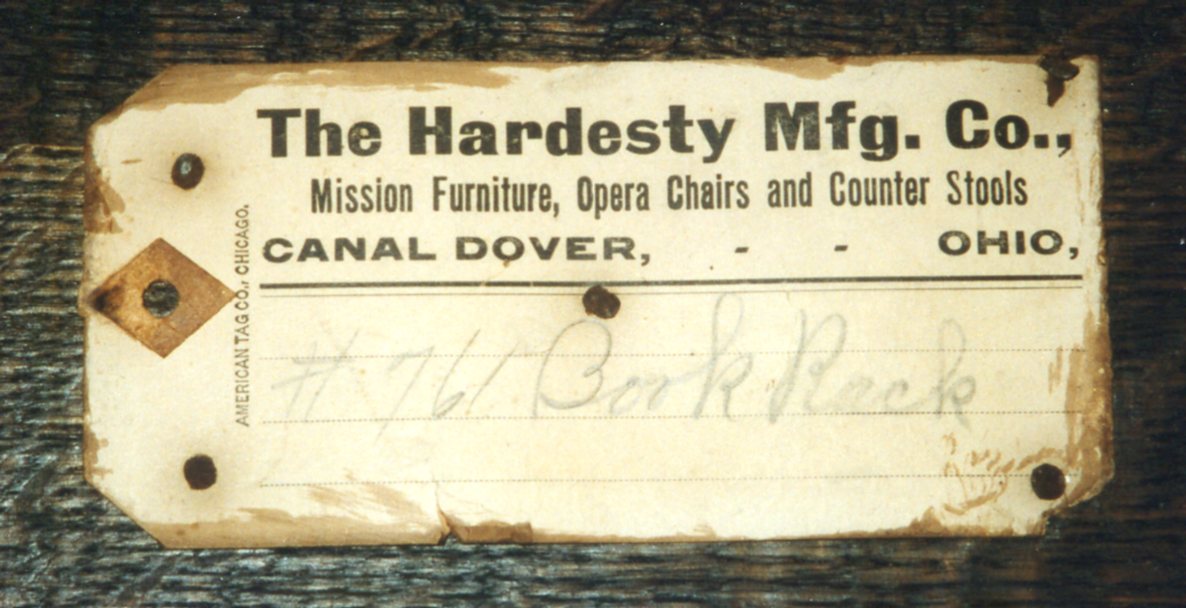 The Hardesty Mfg. Co.,
Mission Furniture, Opera Chairs and Counter Stools
CANAL DOVER, - - OHIO,
AMERICAN TAG CO., CHICAGO.
# 761 Book Rack